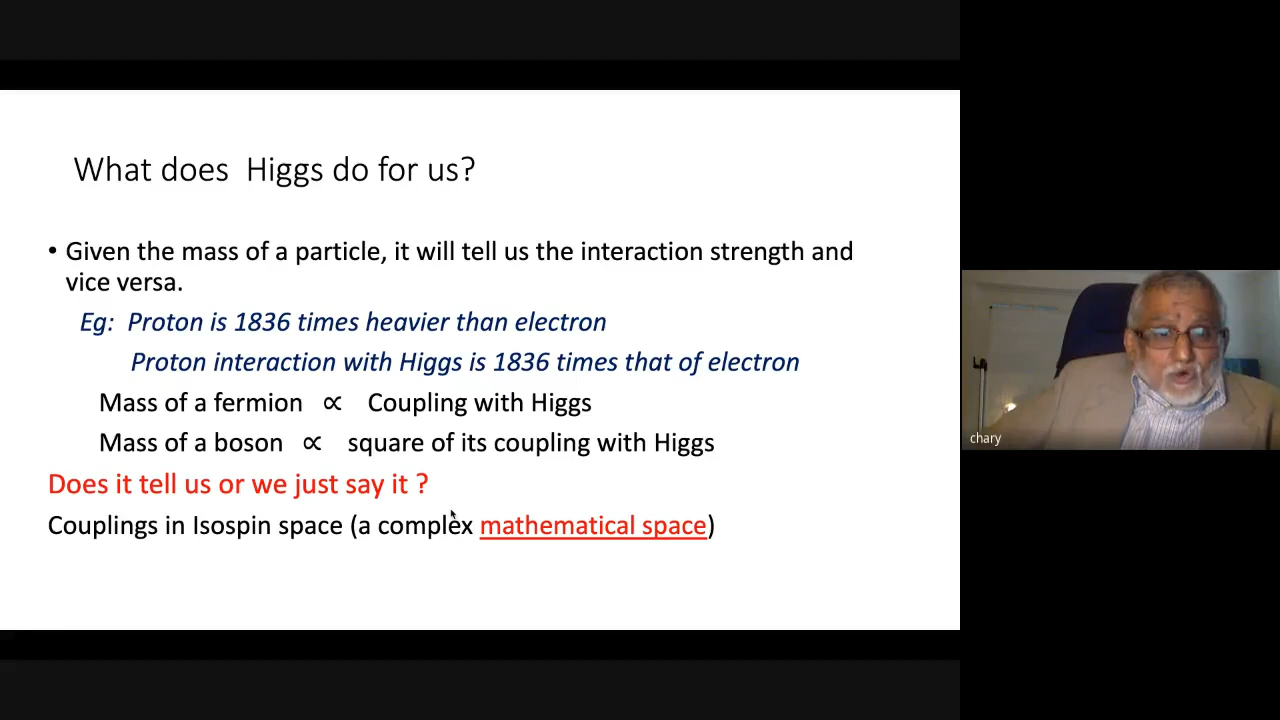 What does Higgs do for us?
• Given the mass of a particle, it will tell us the interaction strength and
vice versa.
Eg: Proton is 1836 times heavier than electron
Proton interaction with Higgs is 1836 times that of electron
Mass of a fermion ∝ Coupling with Higgs
Mass of a boson ∝ square of its coupling with Higgs
Does it tell us or we just say it ?
Couplings in Isospin space (a complex mathematical space)
chary